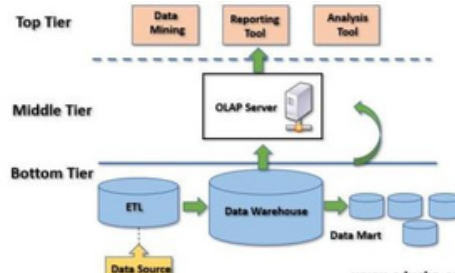 Top Tier
Data
Mining
Reporting
Tool
Analysis
Tool
Middle Tier
OLAP Server
Bottom Tier
ETL
Data Warehouse
Data Mart
Data Source